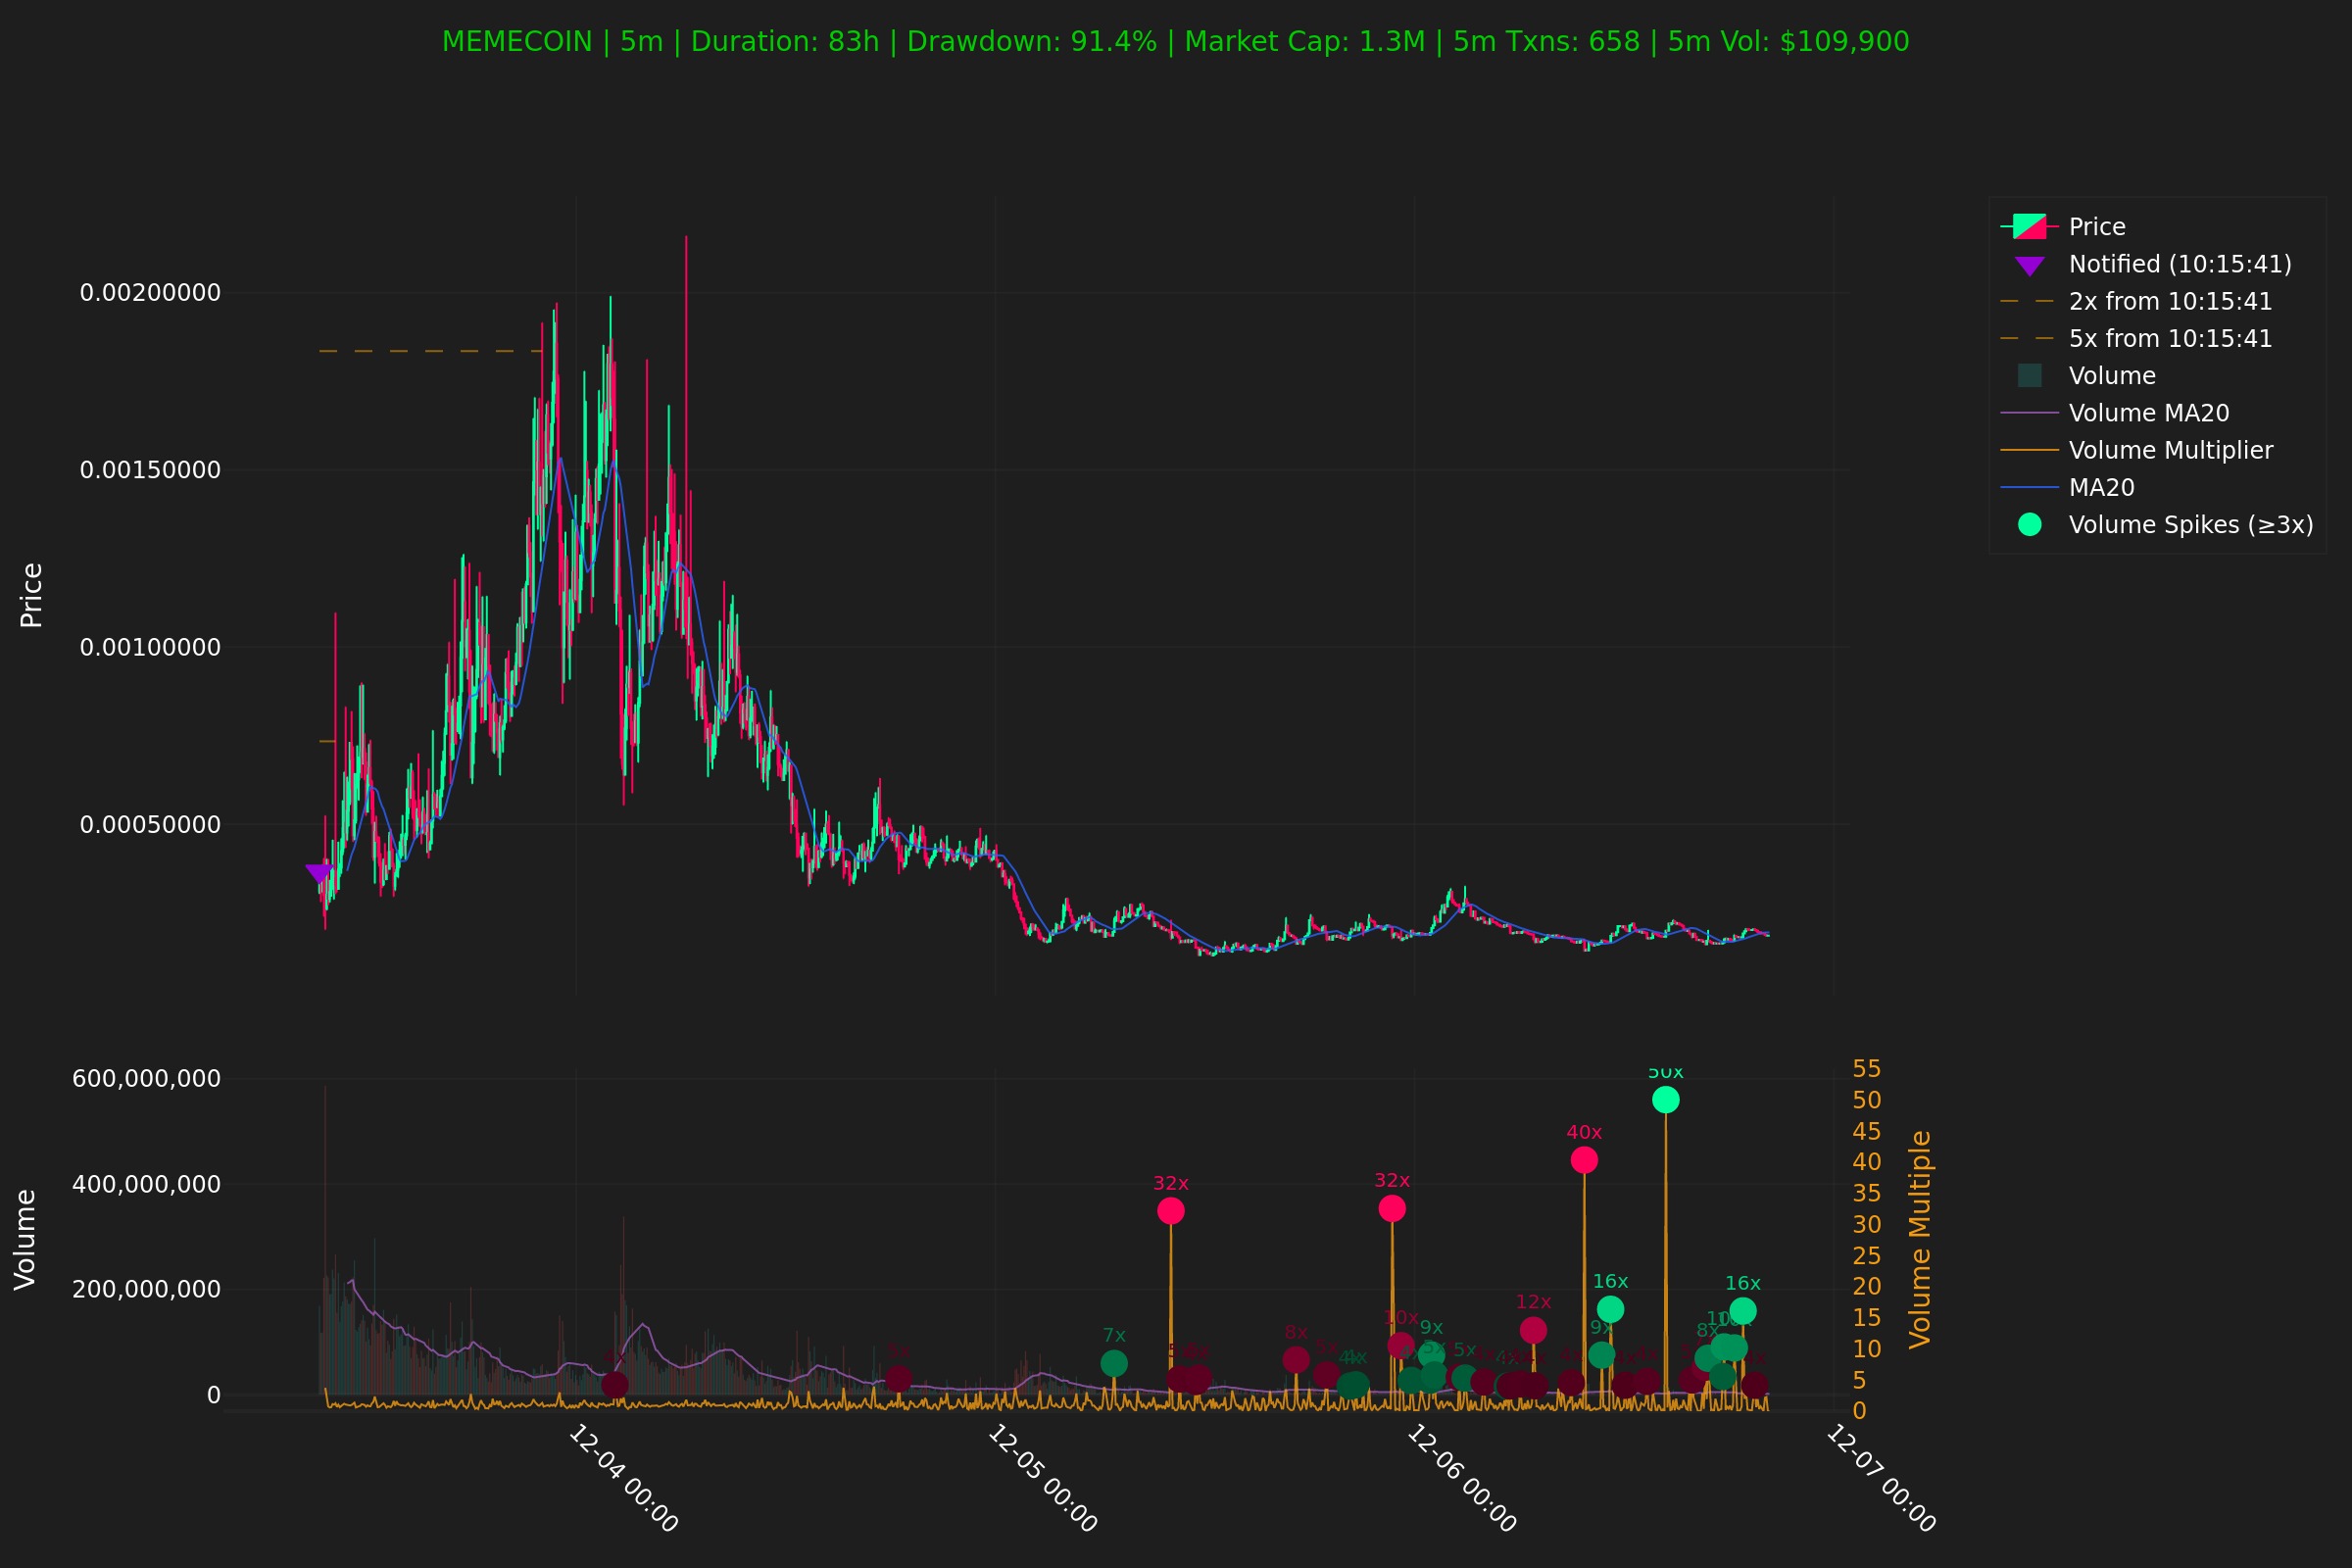 MEMECOIN | 5m | Duration: 83h | Drawdown: 91.4% | Market Cap: 1.3M | 5m Txns: 658 | 5m Vol: $109,900
Price
0.00200000
0.00150000
0.00100000
0.00050000
Price
Notified (10:15:41)
2x from 10:15:41
5x from 10:15:41
Volume
Volume MA20
Volume Multiplier
MA20
Volume Spikes (≥3x)
Volume
600,000,000
400,000,000
200,000,000
0
7x
32x
8x
32x
10x
9x
5x
12x
40x
9x
16x
50x
8x
16x
55
50
45
40
35
30
25
20
15
10
5
0
Volume Multiple
12-04 00:00
12-05 00:00
12-06 00:00
12-07 00:00